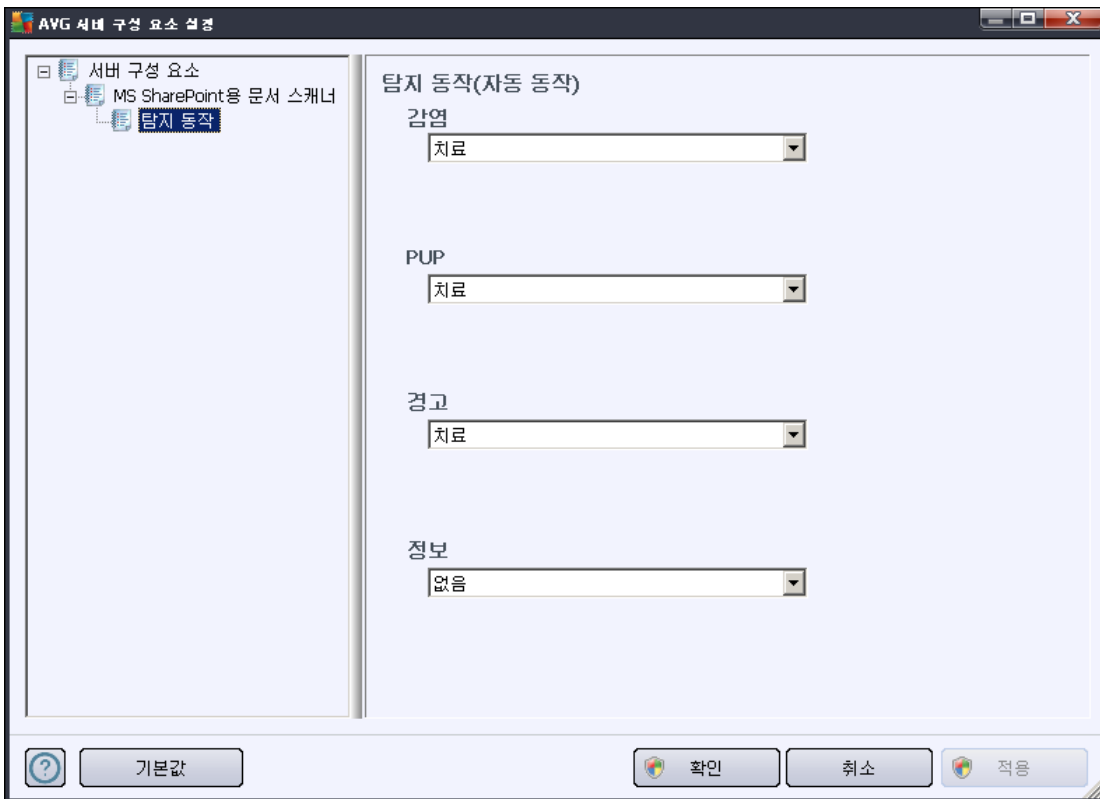 AVG 서버 구성 요소 설정
서버 구성 요소
MS SharePoint용 문서 스캐너
탐지 동작
탐지 동작(자동 동작)
감염
치료
PUP
치료
경고
치료
정보
없음
기본값
확인
취소
적용